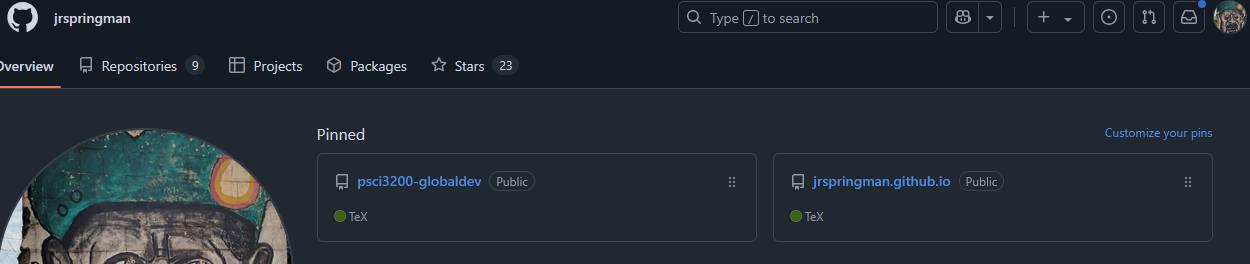 jrspringman
Type / to search
Overview
Repositories 9
Projects
Packages
Stars 23
Pinned
Customize your pins
psci3200-globaldev Public
TeX
jrspringman.github.io Public
TeX